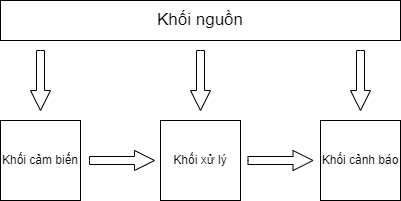 Khối nguồn
Khối cảm biến
Khối xử lý
Khối cảnh báo